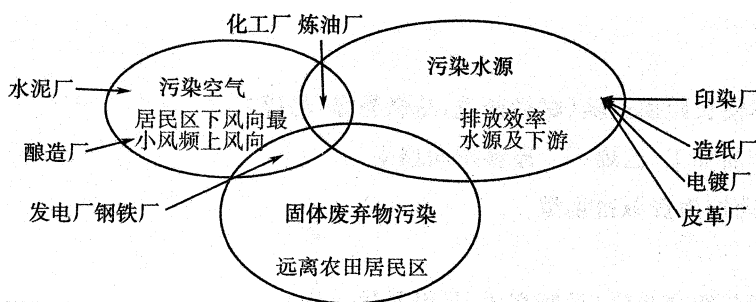 化工厂 炼油厂
水泥厂
污染空气
居民区下风向最
小风频上风向
酿造厂
发电厂钢铁厂
污染水源
排放效率
水源及下游
印染厂
造纸厂
电镀厂
皮革厂
固体废弃物污染
远离农田居民区